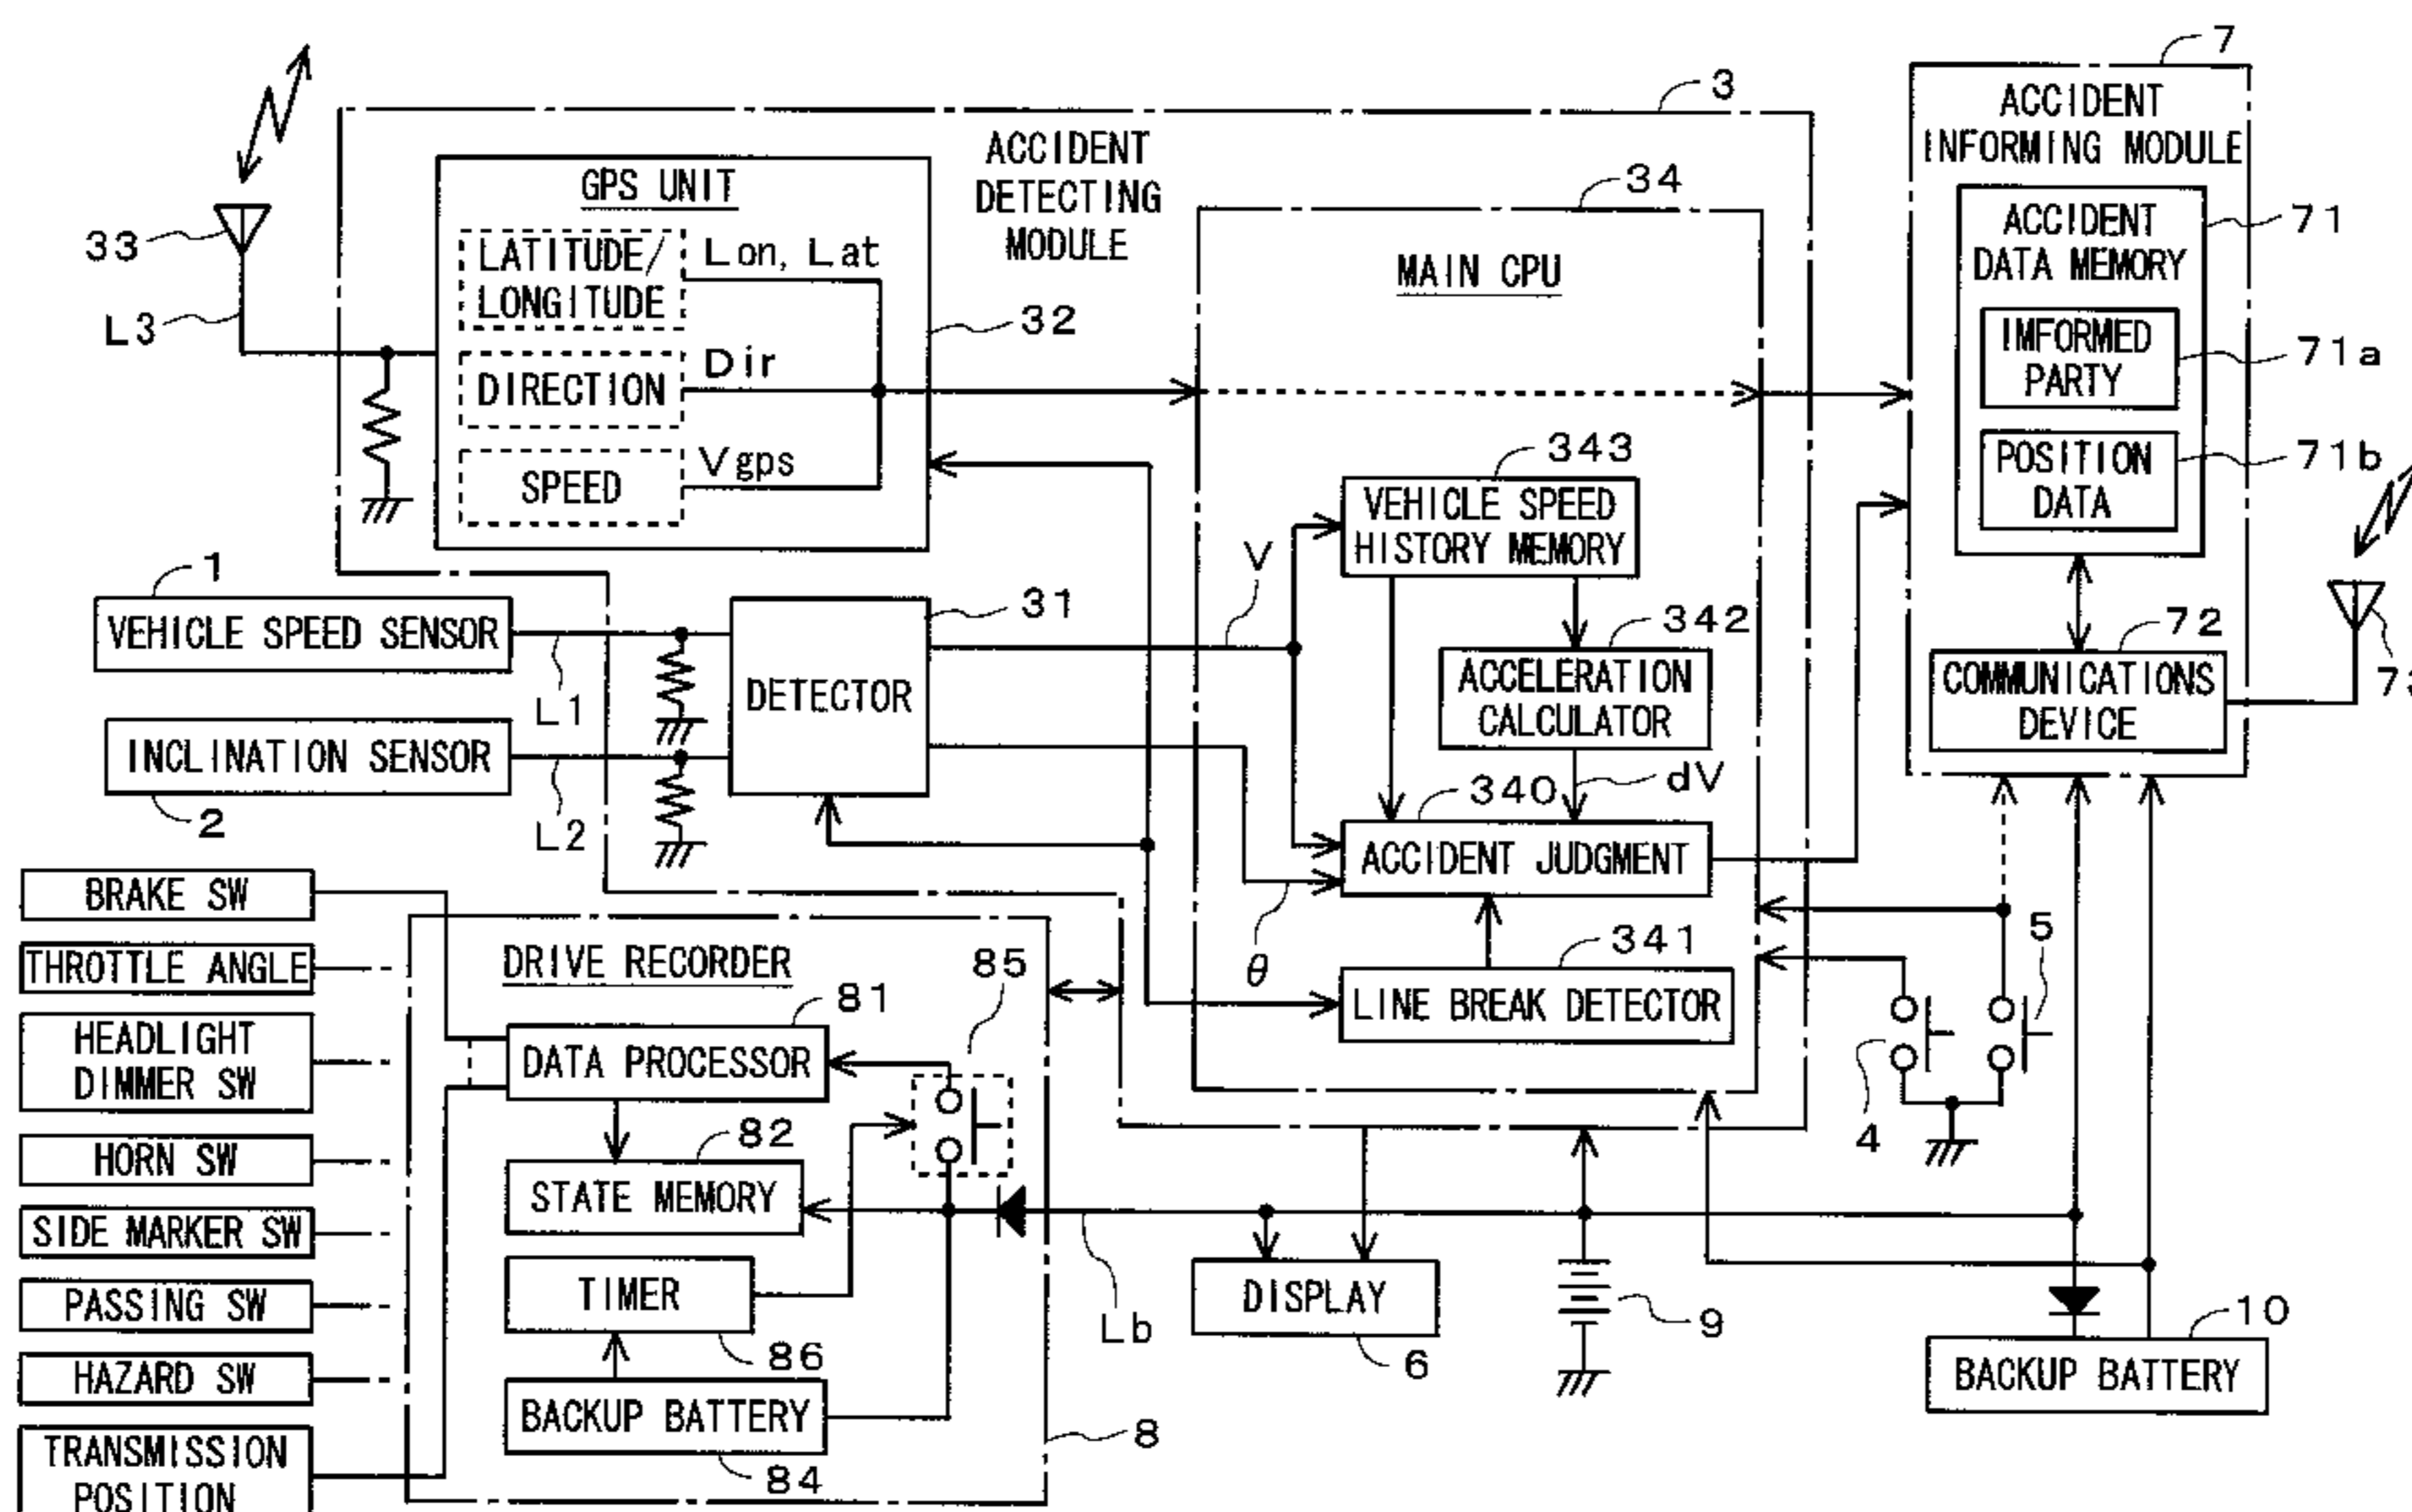 7
3
ACCIDENT
INFORMING MODULE
ACCIDENT
DETECTING
MODULE
GPS UNIT
34
33
LATITUDE/
LONGITUDE
Lon, Lat
MAIN CPU
ACCIDENT
DATA MEMORY
71
L3
32
IMFORMED
PARTY
71a
DIRECTION
Dir
SPEED
Vgps
343
POSITION
DATA
71b
VEHICLE SPEED
HISTORY MEMORY
1
V
VEHICLE SPEED SENSOR
31
342
72
L1
DETECTOR
ACCELERATION
CALCULATOR
COMMUNICATIONS
DEVICE
INCLINATION SENSOR
2
L2
340
dV
ACCIDENT JUDGMENT
BRAKE SW
θ
341
5
THROTTLE ANGLE
DRIVE RECORDER
85
LINE BREAK DETECTOR
81
HEADLIGHT
DIMMER SW
DATA PROCESSOR
4
HORN SW
82
STATE MEMORY
SIDE MARKER SW
TIMER
DISPLAY
PASSING SW
Lb
9
10
86
6
HAZARD SW
BACKUP BATTERY
BACKUP BATTERY
8
TRANSMISSION
POSITION
84